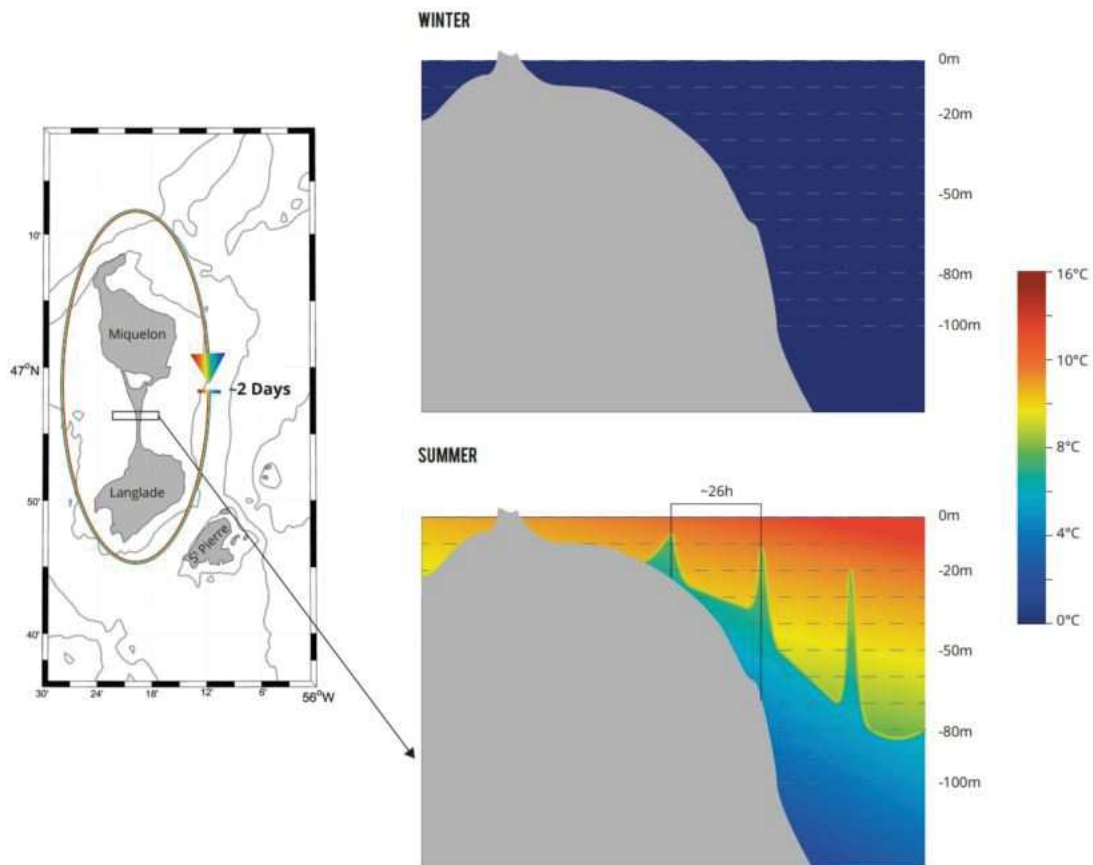 WINTER
0m
-20m
-50m
-80m
-100m
10'
Miquelon
47°N
~2 Days
50'
Langlade
St Pierre
40'
30'
24'
18'
12'
6'
56°W
SUMMER
~26h
0m
-20m
-50m
-80m
-100m
16°C
10°C
8°C
4°C
0°C